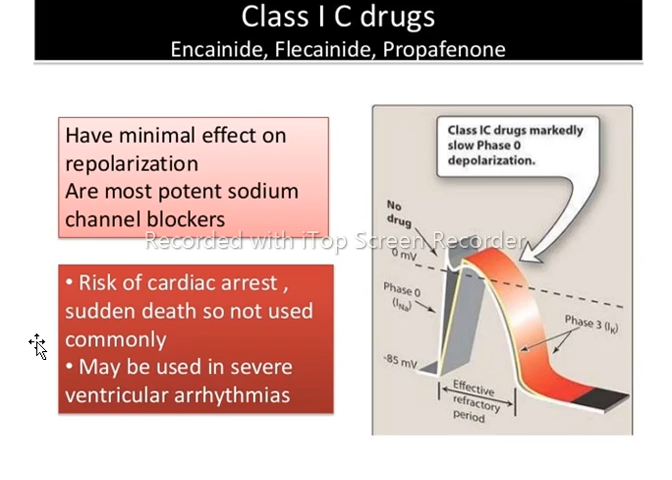 Class I C drugs
Encainide, Flecainide, Propafenone
Have minimal effect on
repolarization
Are most potent sodium
channel blockers
Recorded with iTop Screen Recorder
• Risk of cardiac arrest ,
sudden death so not used
commonly
• May be used in severe
ventricular arrhythmias
Class IC drugs markedly
slow Phase 0
depolarization.
No
drug
0 mV
Phase 0
(INa)
Phase 3 (IK)
-85 mV
Effective
refractory
period